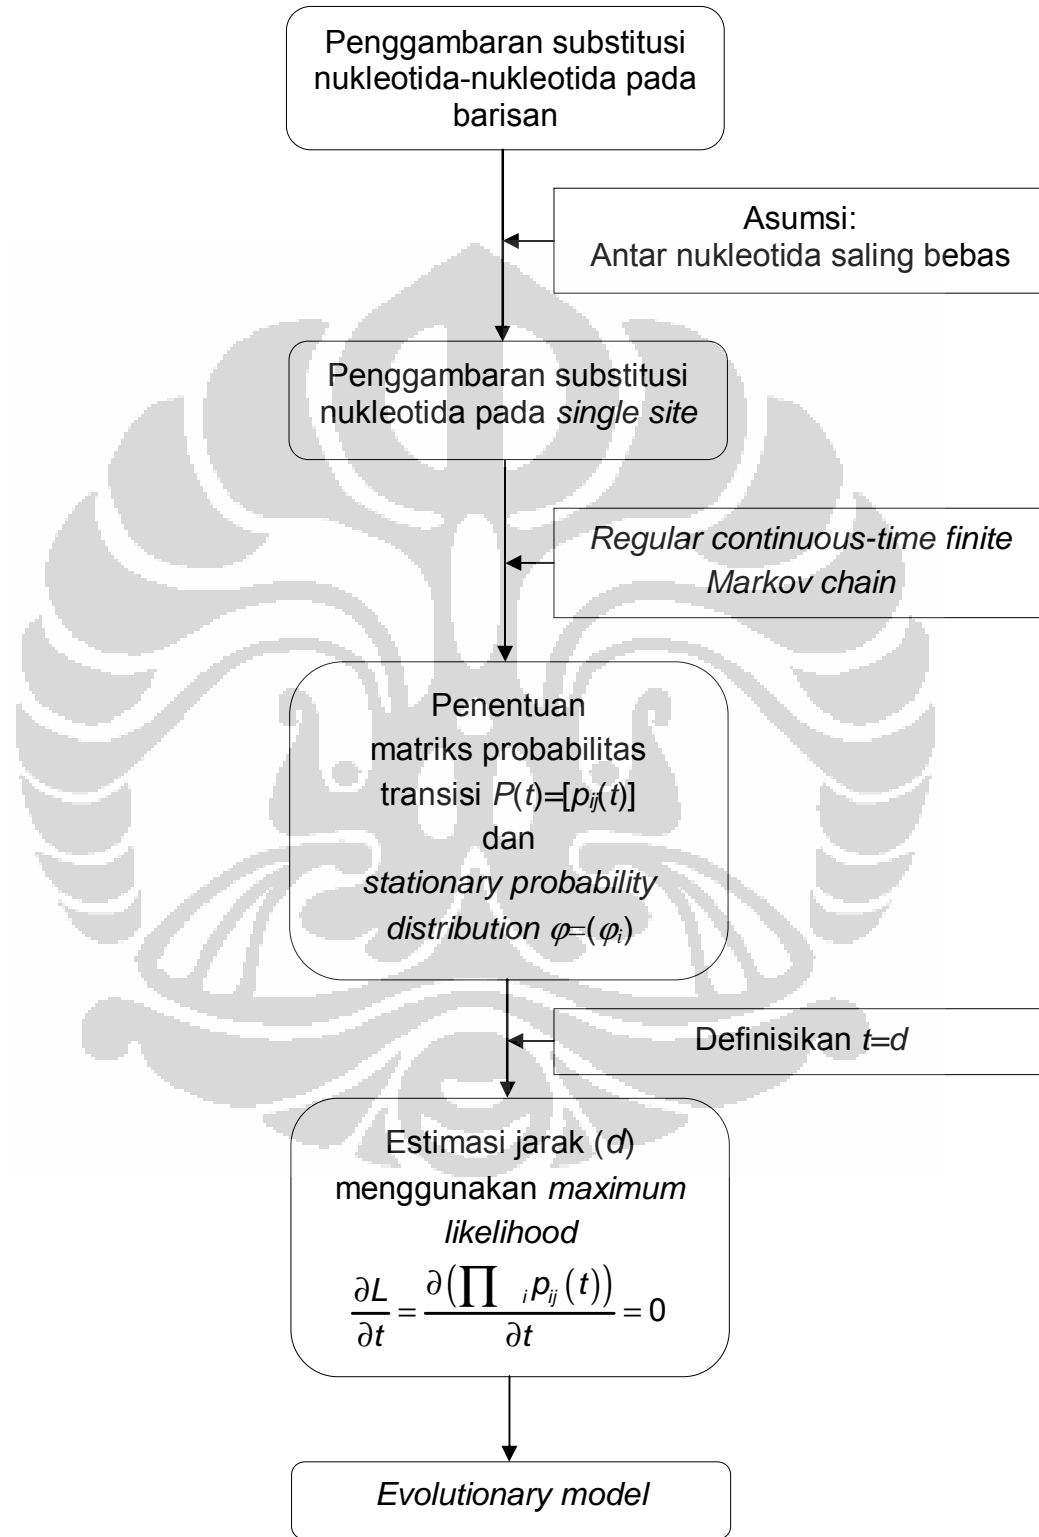 Penggambaran substitusi
nukleotida-nukleotida pada
barisan
Asumsi:
Antar nukleotida saling bebas
Penggambaran substitusi
nukleotida pada single site
Regular continuous-time finite
Markov chain
Penentuan
matriks probabilitas
transisi P(t)=[pij(t)]
dan
stationary probability
distribution φ=(φi)
Definisikan t=d
Estimasi jarak (d)
menggunakan maximum
likelihood
∂L/∂t = ∂(∏ i pij (t))/∂t = 0
Evolutionary model